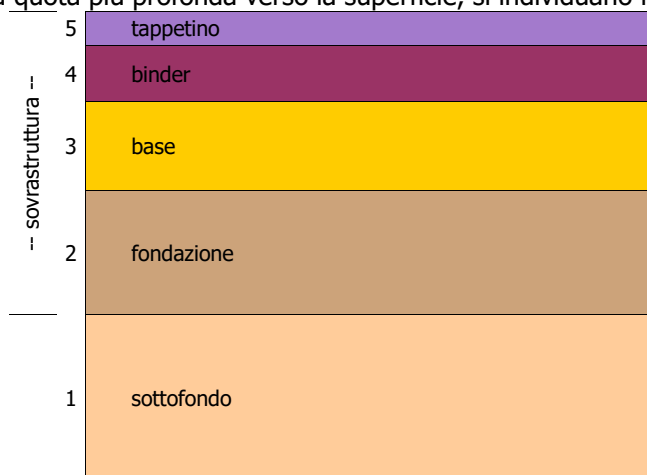 quota più profonda verso la superficie, si individuano
5 tappetino
4 binder
3 base
2 fondazione
1 sottofondo
-- sovrastruttura --